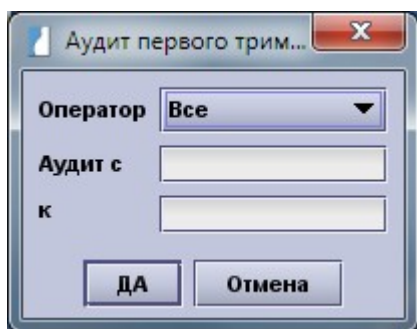 Аудит первого трим...
Оператор Все
Аудит с
к
ДА Отмена